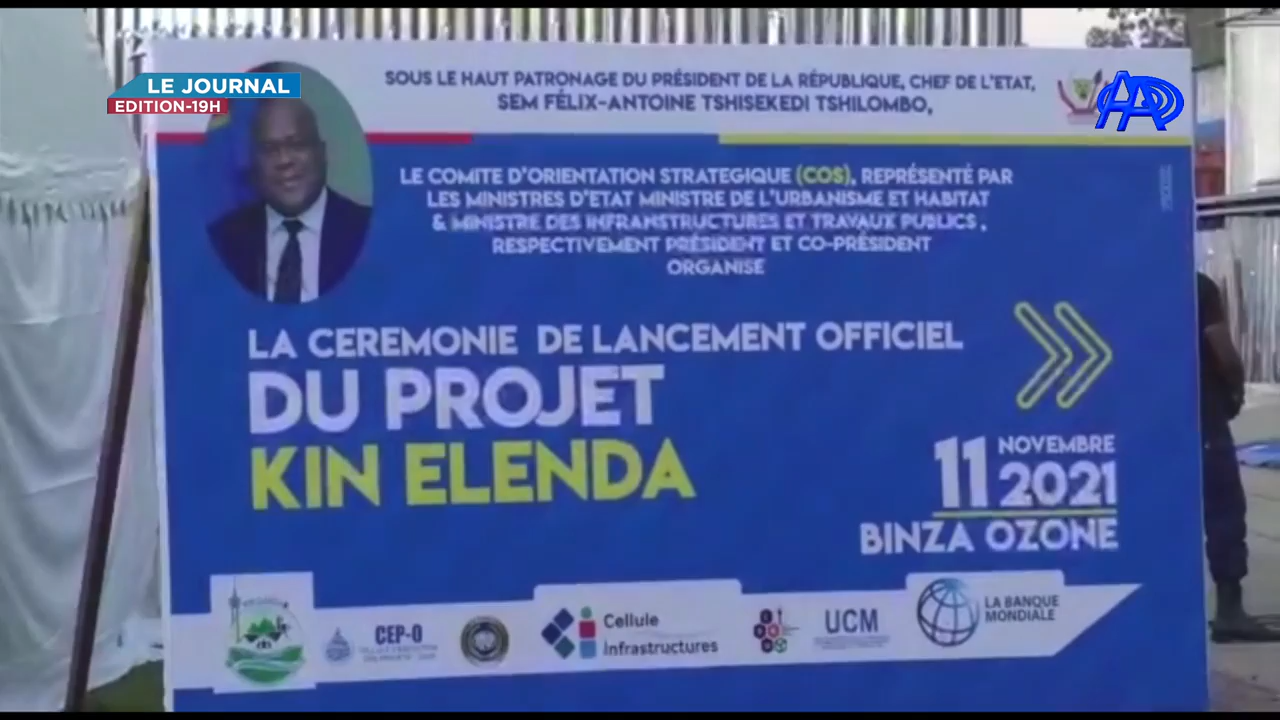 LE JOURNAL
EDITION-19H
SOUS LE HAUT PATRONAGE DU PRÉSIDENT DE LA RÉPUBLIQUE, CHEF DE L'ETAT,
SEM FÉLIX-ANTOINE TSHISEKEDI TSHILOMBO,
LE COMITE D'ORIENTATION STRATEGIQUE (COS), REPRÉSENTÉ PAR
LES MINISTRES D'ETAT MINISTRE DE L'URBANISME ET HABITAT
& MINISTRE DES INFRANSTRUCTURES ET TRAVAUX PUBLICS,
RESPECTIVEMENT PRÉSIDENT ET CO-PRÉSIDENT
ORGANISE
LA CEREMONIE DE LANCEMENT OFFICIEL
DU PROJET
KIN ELENDA
11 NOVEMBRE
2021
BINZA OZONE
CEP-O
Cellule
infrastructures
UCM
LA BANQUE
MONDIALE